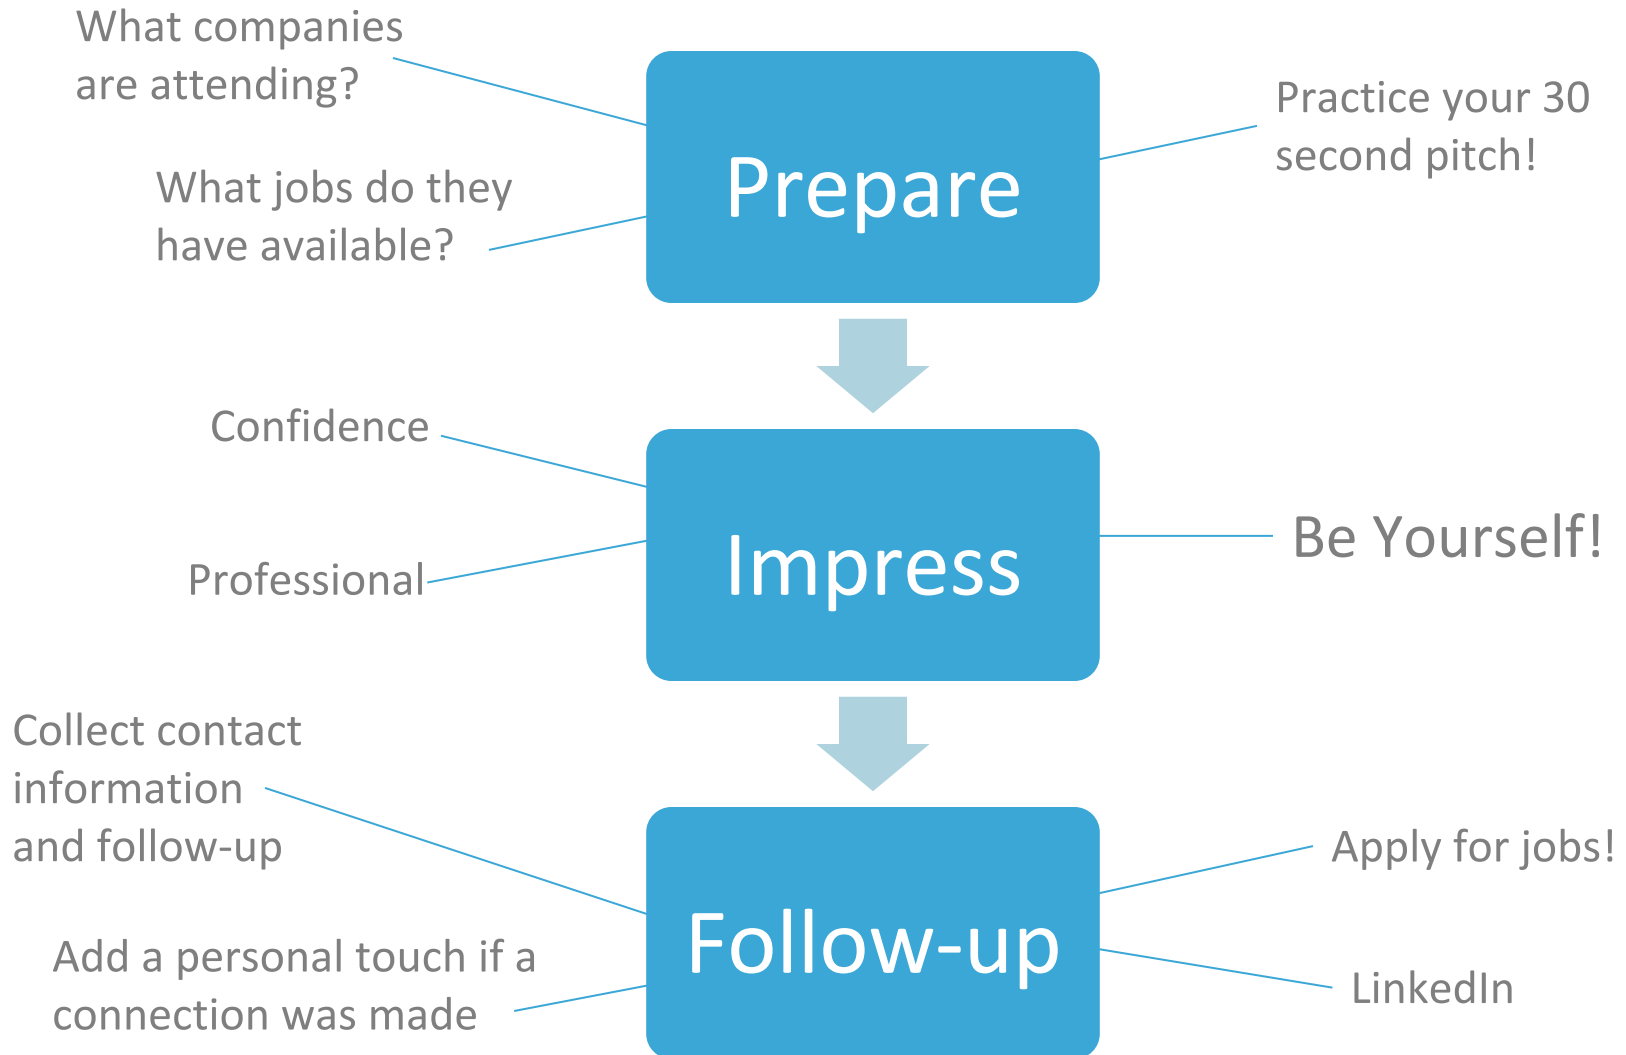 What companies
are attending?
What jobs do they
have available?
Prepare
Practice your 30
second pitch!
Confidence
Professional
Impress
Be Yourself!
Collect contact
information
and follow-up
Add a personal touch if a
connection was made
Follow-up
Apply for jobs!
LinkedIn